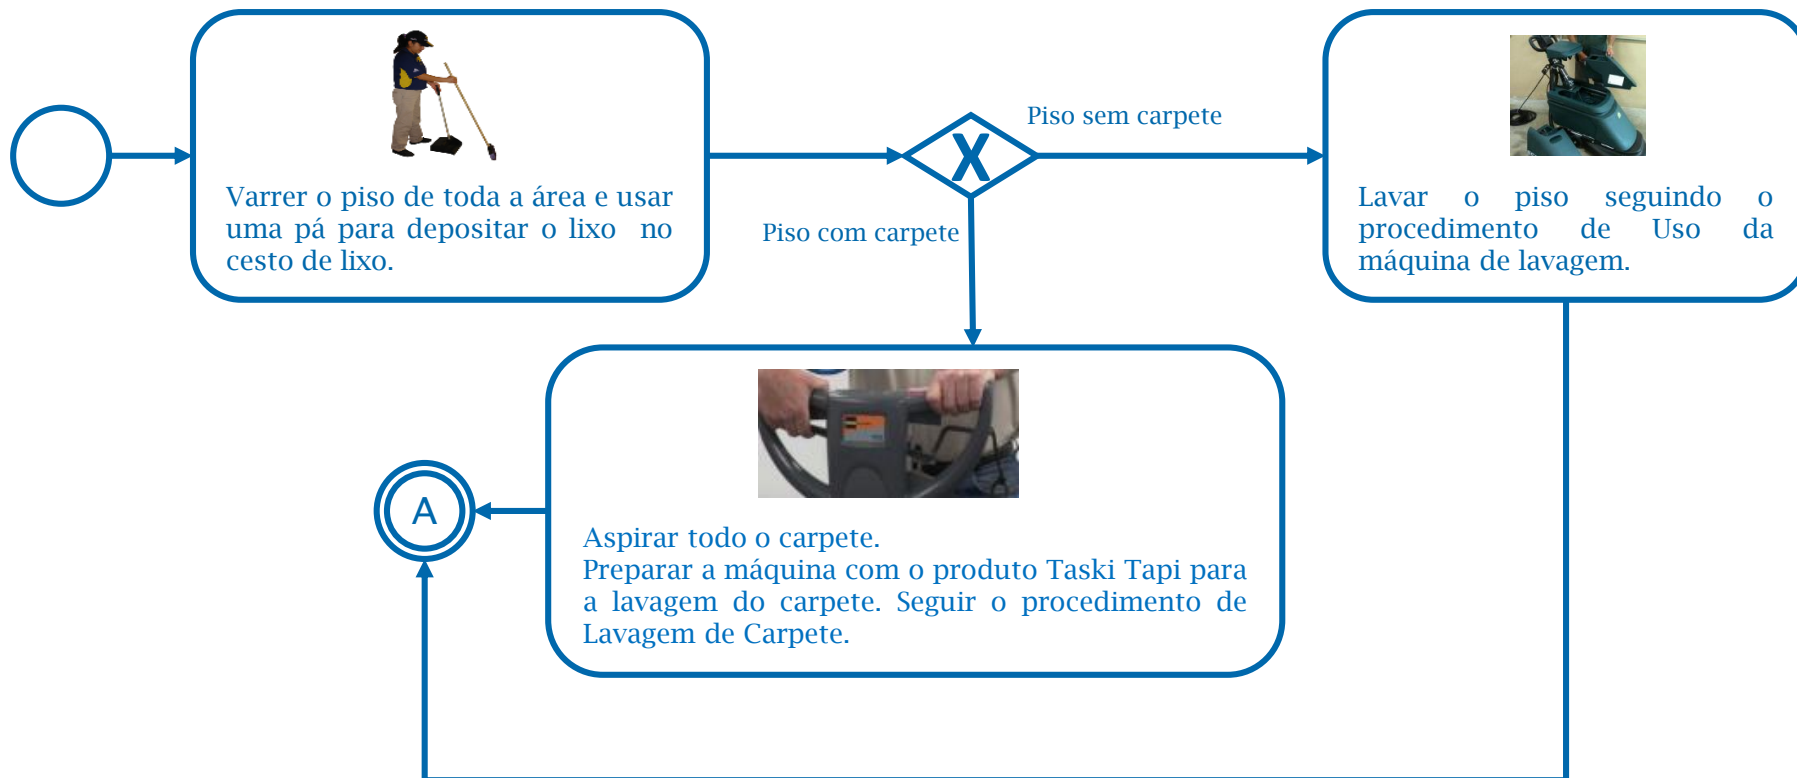 Varrer o piso de toda a área e usar
uma pá para depositar o lixo no
cesto de lixo.
X
Piso sem carpete
Piso com carpete
Lavar o piso seguindo o
procedimento de Uso da
máquina de lavagem.
A
Aspirar todo o carpete.
Preparar a máquina com o produto Taski Tapi para
a lavagem do carpete. Seguir o procedimento de
Lavagem de Carpete.